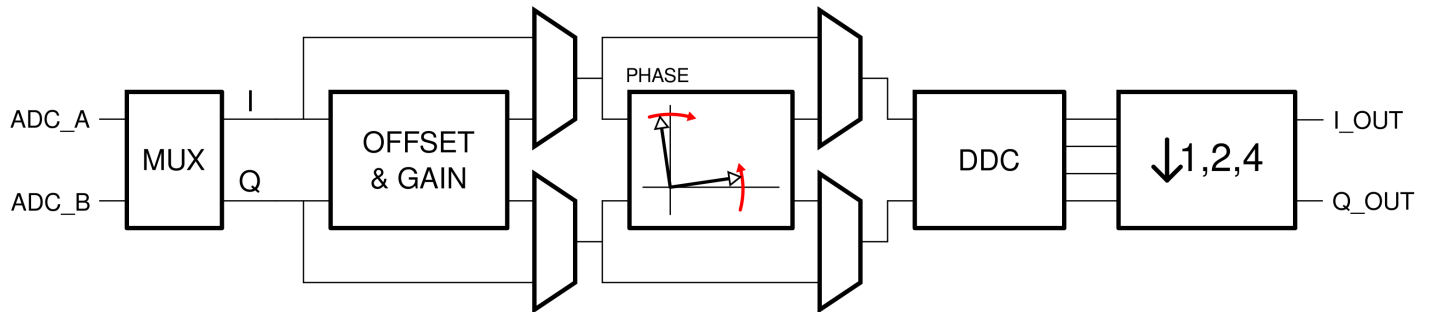 ADC_A
ADC_B
MUX
I
Q
OFFSET
& GAIN
PHASE
DDC
↓1,2,4
I_OUT
Q_OUT